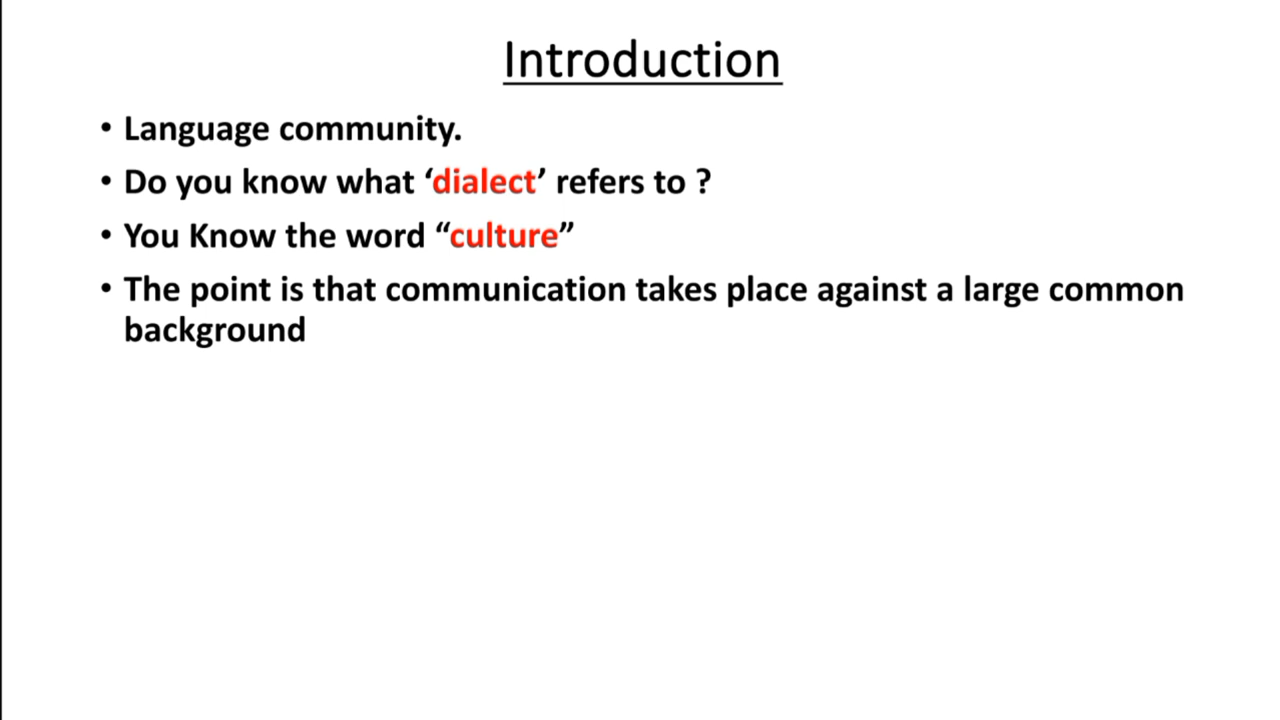 Introduction
• Language community.
• Do you know what ‘dialect’ refers to ?
• You Know the word “culture”
• The point is that communication takes place against a large common
background